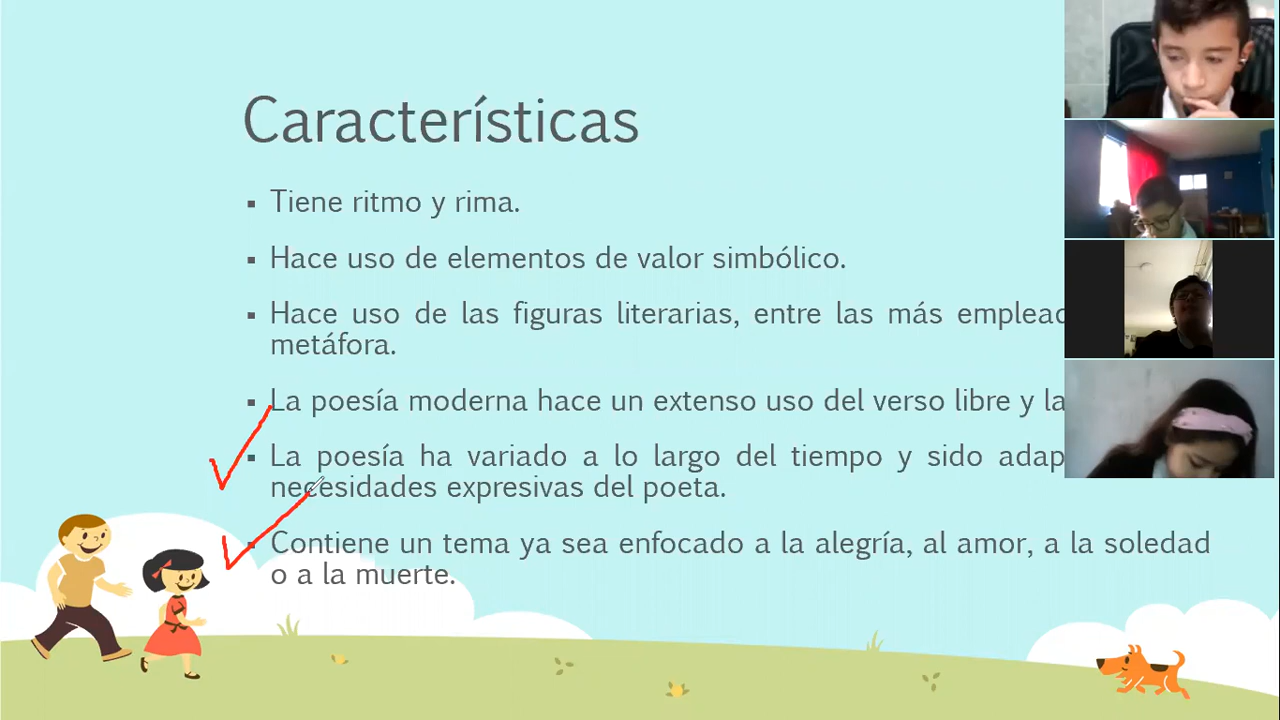 Características
▪ Tiene ritmo y rima.
▪ Hace uso de elementos de valor simbólico.
▪ Hace uso de las figuras literarias, entre las más
metáfora.
▪ La poesía moderna hace un extenso uso del verso libre y la
▪ La poesía ha variado a lo largo del tiempo y sido
necesidades expresivas del poeta.
▪ Contiene un tema ya sea enfocado a la alegría, al amor, a la soledad
o a la muerte.